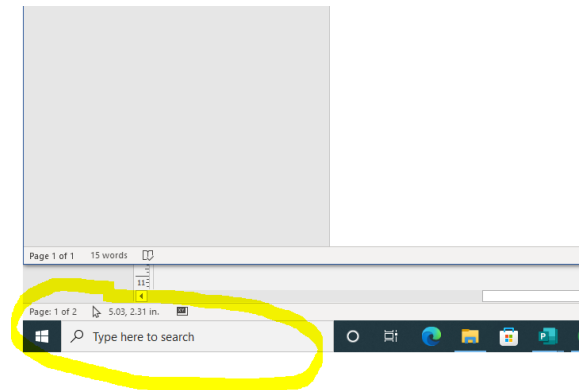 Page 1 of 1 15 words
11
Page: 1 of 2 5.03, 2.31 in.
Type here to search